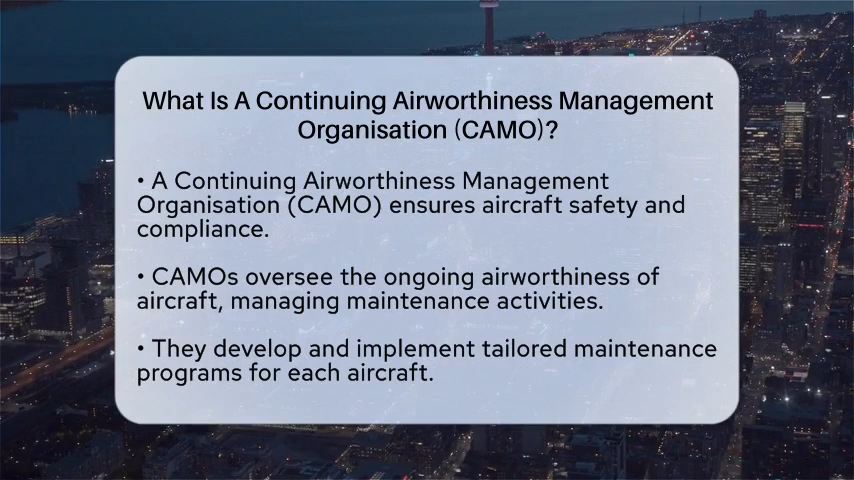 What Is A Continuing Airworthiness Management
Organisation (CAMO)?
• A Continuing Airworthiness Management
Organisation (CAMO) ensures aircraft safety and
compliance.
• CAMOs oversee the ongoing airworthiness of
aircraft, managing maintenance activities.
• They develop and implement tailored maintenance
programs for each aircraft.